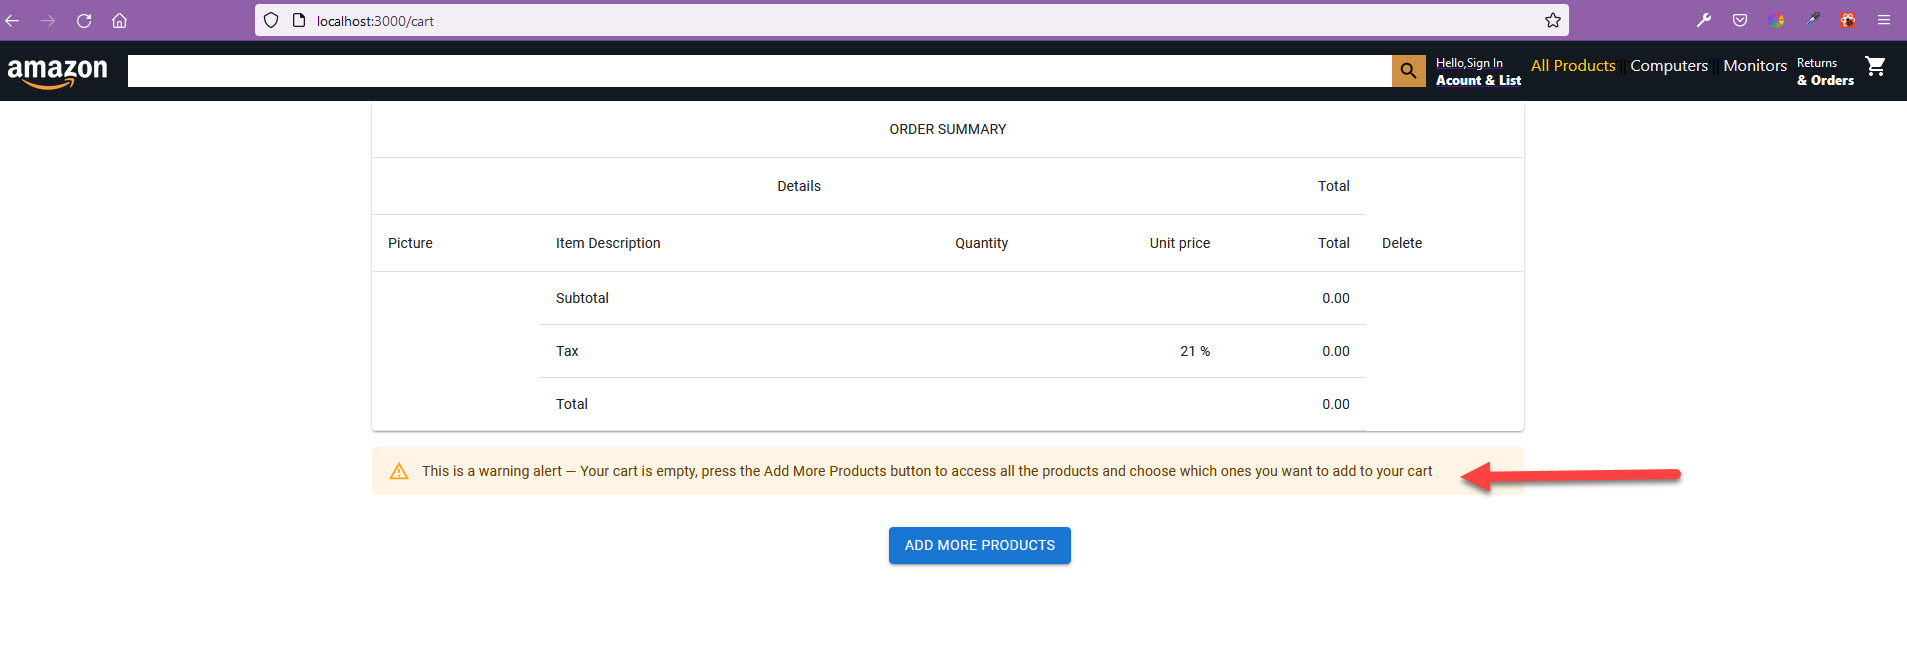 localhost:3000/cart
amazon
Hello,Sign In
Acount & List
All Products || Computers || Monitors
Returns
& Orders
ORDER SUMMARY
Details Total
Picture Item Description Quantity Unit price Total Delete
Subtotal 0.00
Tax 21 % 0.00
Total 0.00
This is a warning alert — Your cart is empty, press the Add More Products button to access all the products and choose which ones you want to add to your cart
ADD MORE PRODUCTS